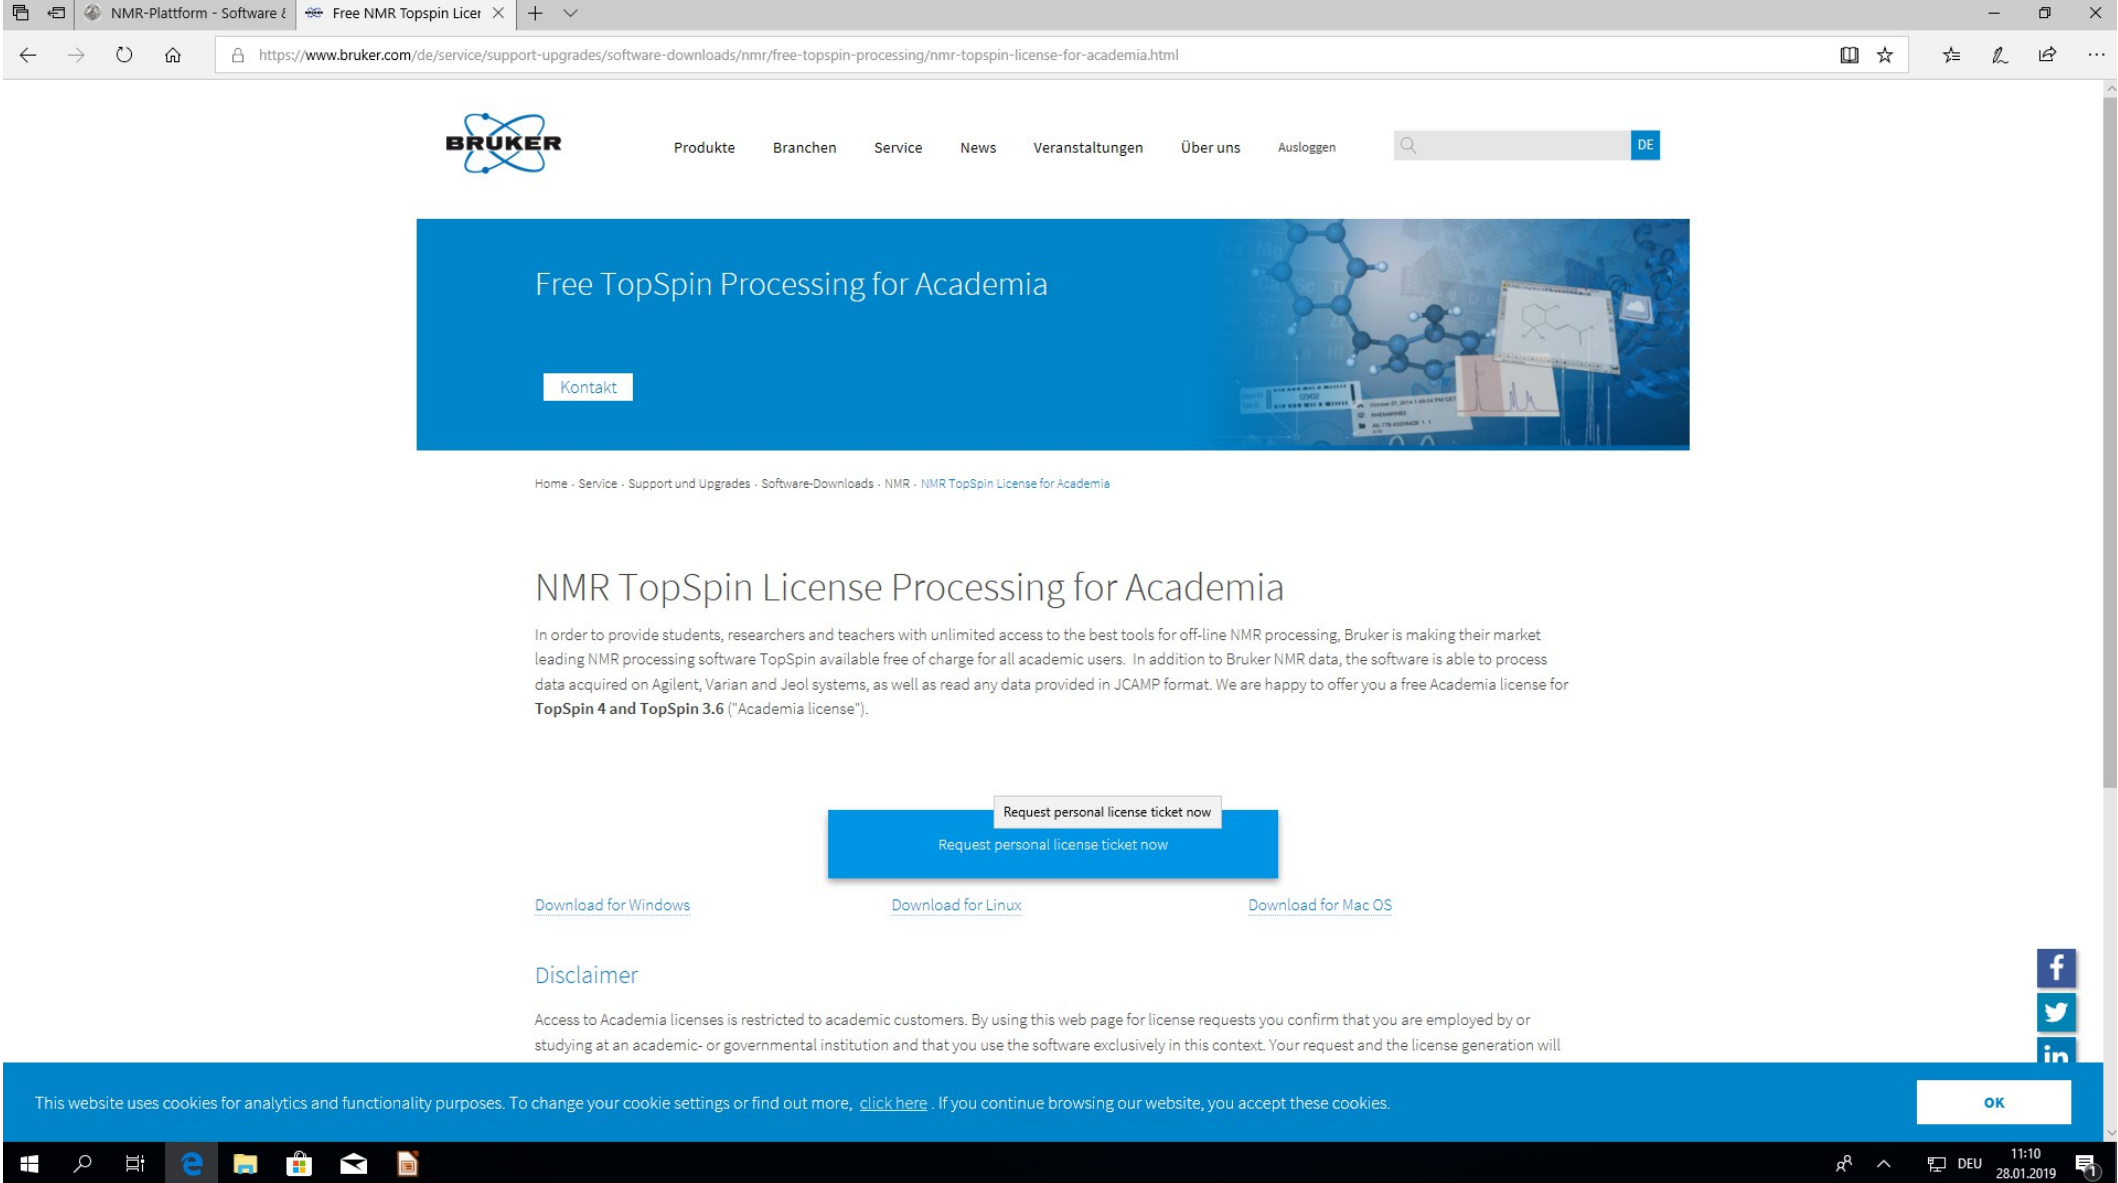 NMR-Plattform - Software &
Free NMR Topspin Licer
https://www.bruker.com/de/service/support-upgrades/software-downloads/nmr/free-topspin-processing/nmr-topspin-license-for-academia.html
BRUKER
Produkte Branchen Service News Veranstaltungen Über uns Ausloggen DE
Free TopSpin Processing for Academia
Kontakt
Home - Service - Support und Upgrades - Software-Downloads - NMR - NMR TopSpin License for Academia
NMR TopSpin License Processing for Academia
In order to provide students, researchers and teachers with unlimited access to the best tools for off-line NMR processing, Bruker is making their market
leading NMR processing software TopSpin available free of charge for all academic users. In addition to Bruker NMR data, the software is able to process
data acquired on Agilent, Varian and Jeol systems, as well as read any data provided in JCAMP format. We are happy to offer you a free Academia license for
TopSpin 4 and TopSpin 3.6 ("Academia license").
Request personal license ticket now
Request personal license ticket now
Download for Windows Download for Linux Download for Mac OS
Disclaimer
Access to Academia licenses is restricted to academic customers. By using this web page for license requests you confirm that you are employed by or
studying at an academic- or governmental institution and that you use the software exclusively in this context. Your request and the license generation will
f
in
This website uses cookies for analytics and functionality purposes. To change your cookie settings or find out more, click here . If you continue browsing our website, you accept these cookies.
OK
DEU
11:10
28.01.2019
1